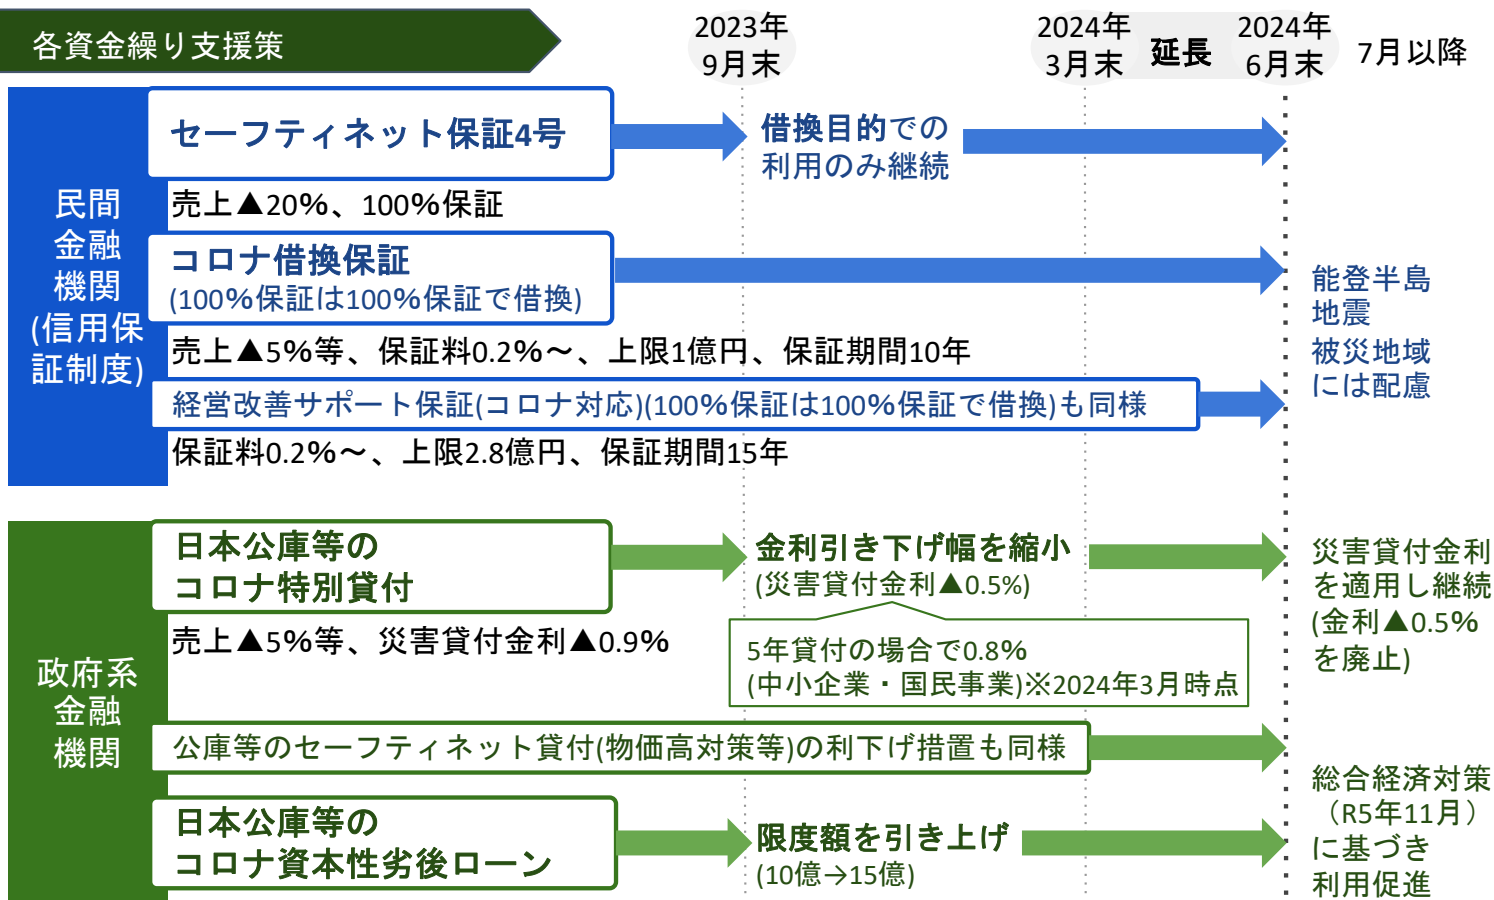 各資金繰り支援策
2023年
9月末
2024年
3月末
延長
2024年
6月末
7月以降
民間
金融
機関
(信用保
証制度)
セーフティネット保証4号
借換目的での
利用のみ継続
売上▲20%、100%保証
コロナ借換保証
(100%保証は100%保証で借換)
売上▲5%等、保証料0.2%～、上限1億円、保証期間10年
経営改善サポート保証(コロナ対応)(100%保証は100%保証で借換)も同様
保証料0.2%～、上限2.8億円、保証期間15年
能登半島
地震
被災地域
には配慮
政府系
金融
機関
日本公庫等の
コロナ特別貸付
金利引き下げ幅を縮小
(災害貸付金利▲0.5%)
売上▲5%等、災害貸付金利▲0.9%
5年貸付の場合で0.8%
(中小企業・国民事業)※2024年3月時点
災害貸付金利
を適用し継続
(金利▲0.5%
を廃止)
公庫等のセーフティネット貸付(物価高対策等)の利下げ措置も同様
日本公庫等の
コロナ資本性劣後ローン
限度額を引き上げ
(10億→15億)
総合経済対策
（R5年11月）
に基づき
利用促進